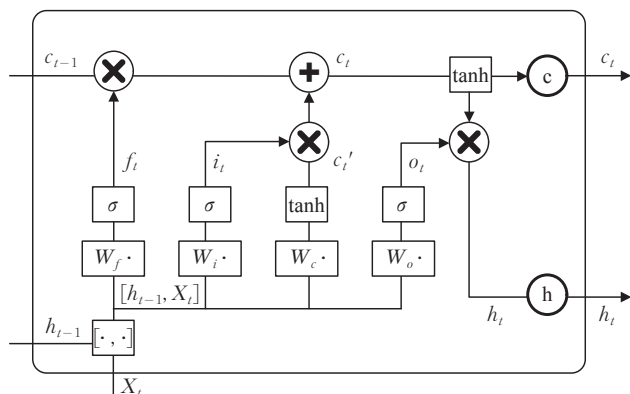 c_{t-1} c_t tanh c c_t
f_t i_t c_t' o_t
σ σ tanh σ
W_f · W_i · W_c · W_o ·
[h_{t-1}, X_t] h
h_{t-1} [· , ·] h_t h_t
X_t